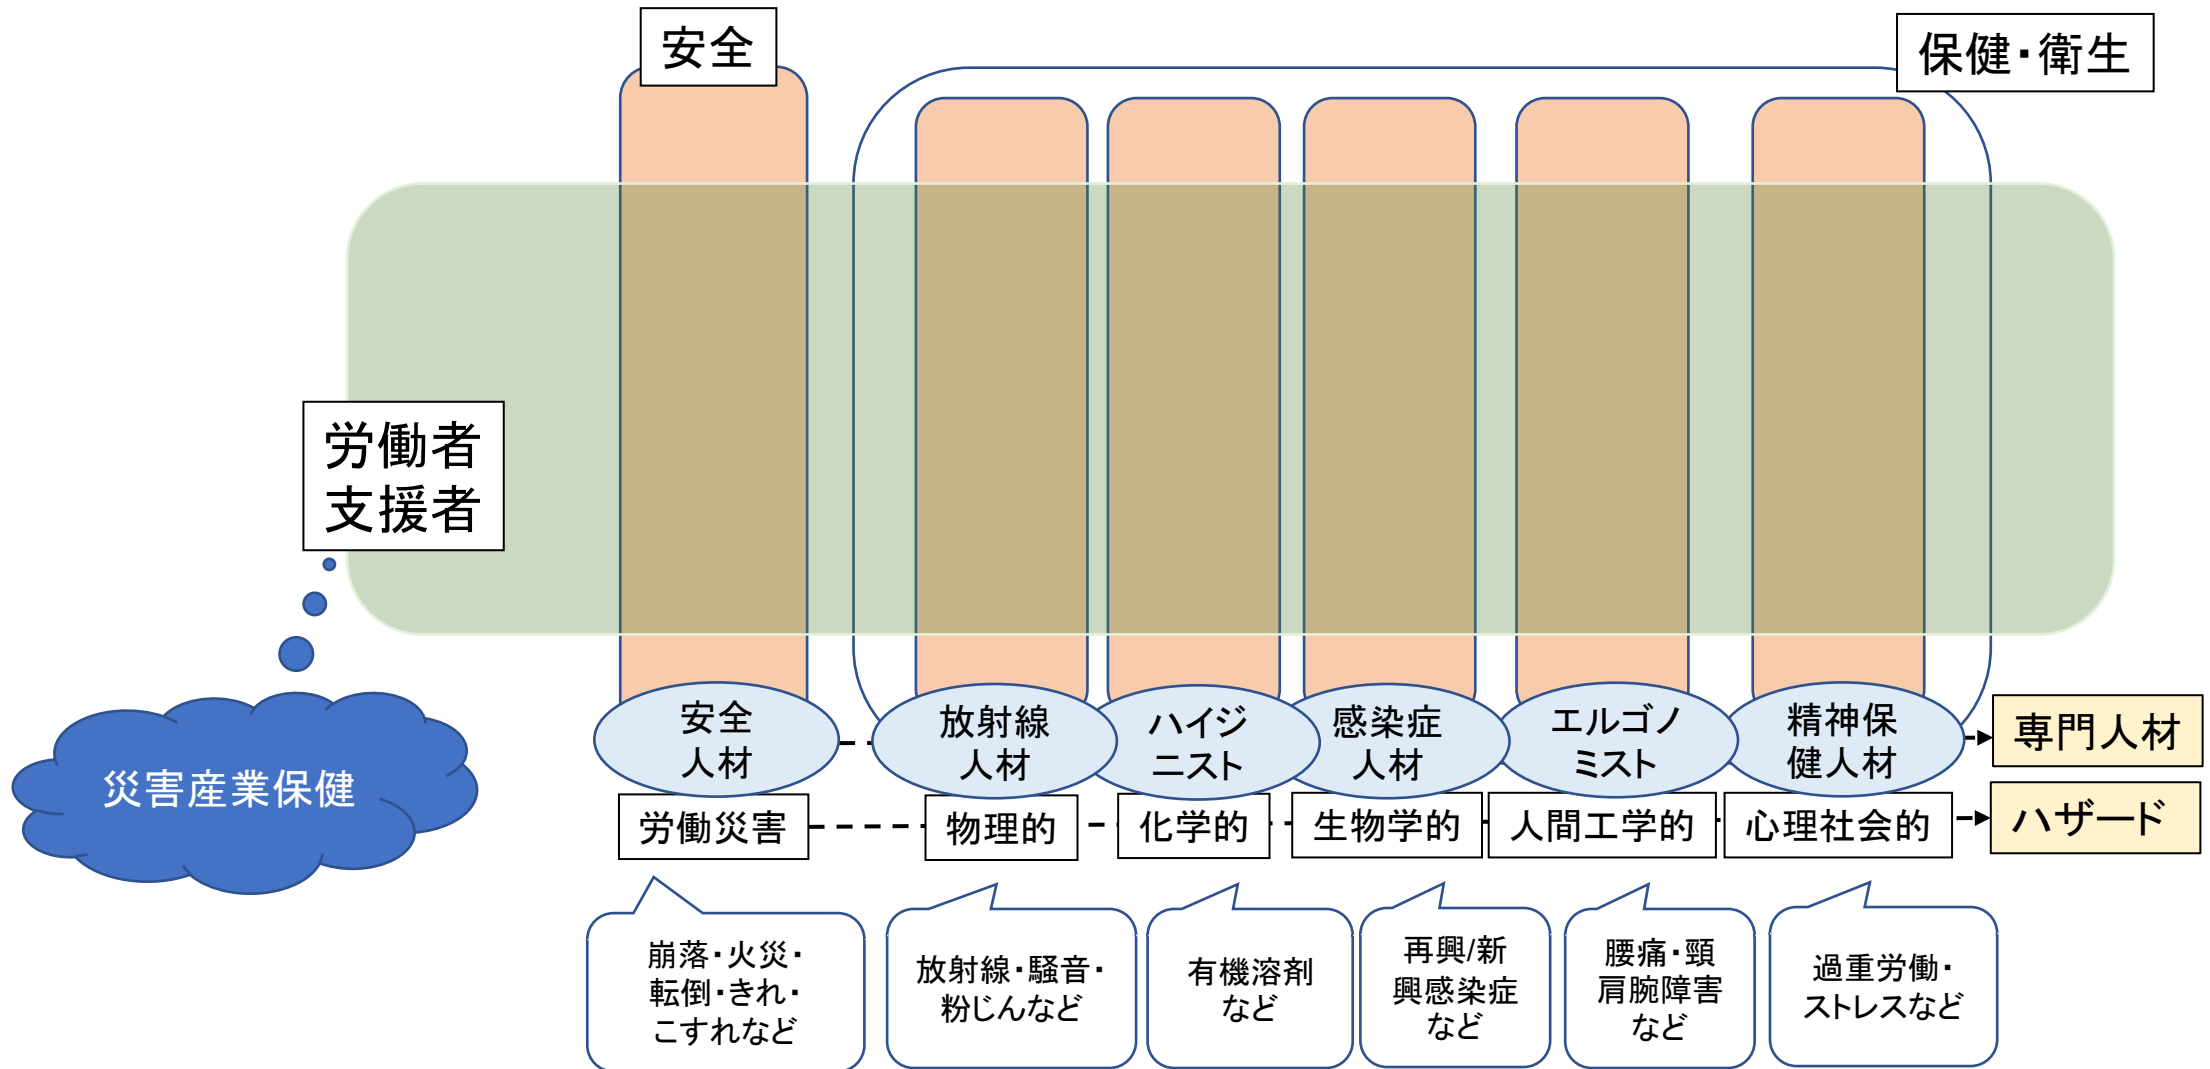 安全
保健・衛生
労働者
支援者
災害産業保健
安全
人材
放射線
人材
ハイジ
ニスト
感染症
人材
エルゴノ
ミスト
精神保
健人材
専門人材
労働災害
物理的
化学的
生物学的
人間工学的
心理社会的
ハザード
崩落・火災・
転倒・きれ・
こすれなど
放射線・騒音・
粉じんなど
有機溶剤
など
再興/新
興感染症
など
腰痛・頸
肩腕障害
など
過重労働・
ストレスなど